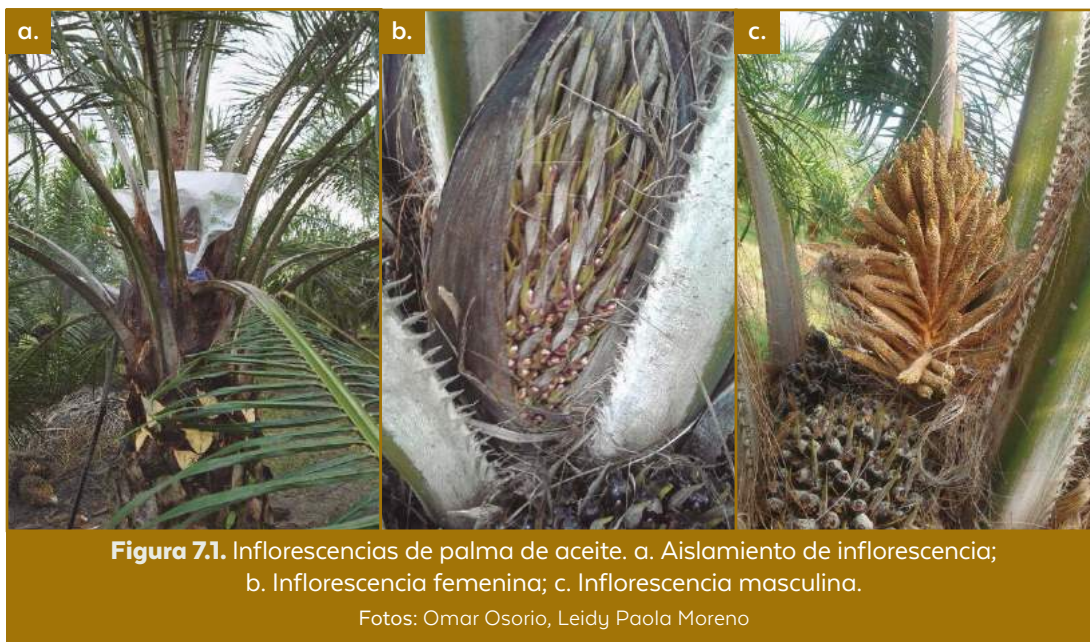 a.
b.
c.
Figura 7.1. Inflorescencias de palma de aceite. a. Aislamiento de inflorescencia;
b. Inflorescencia femenina; c. Inflorescencia masculina.
Fotos: Omar Osorio, Leidy Paola Moreno